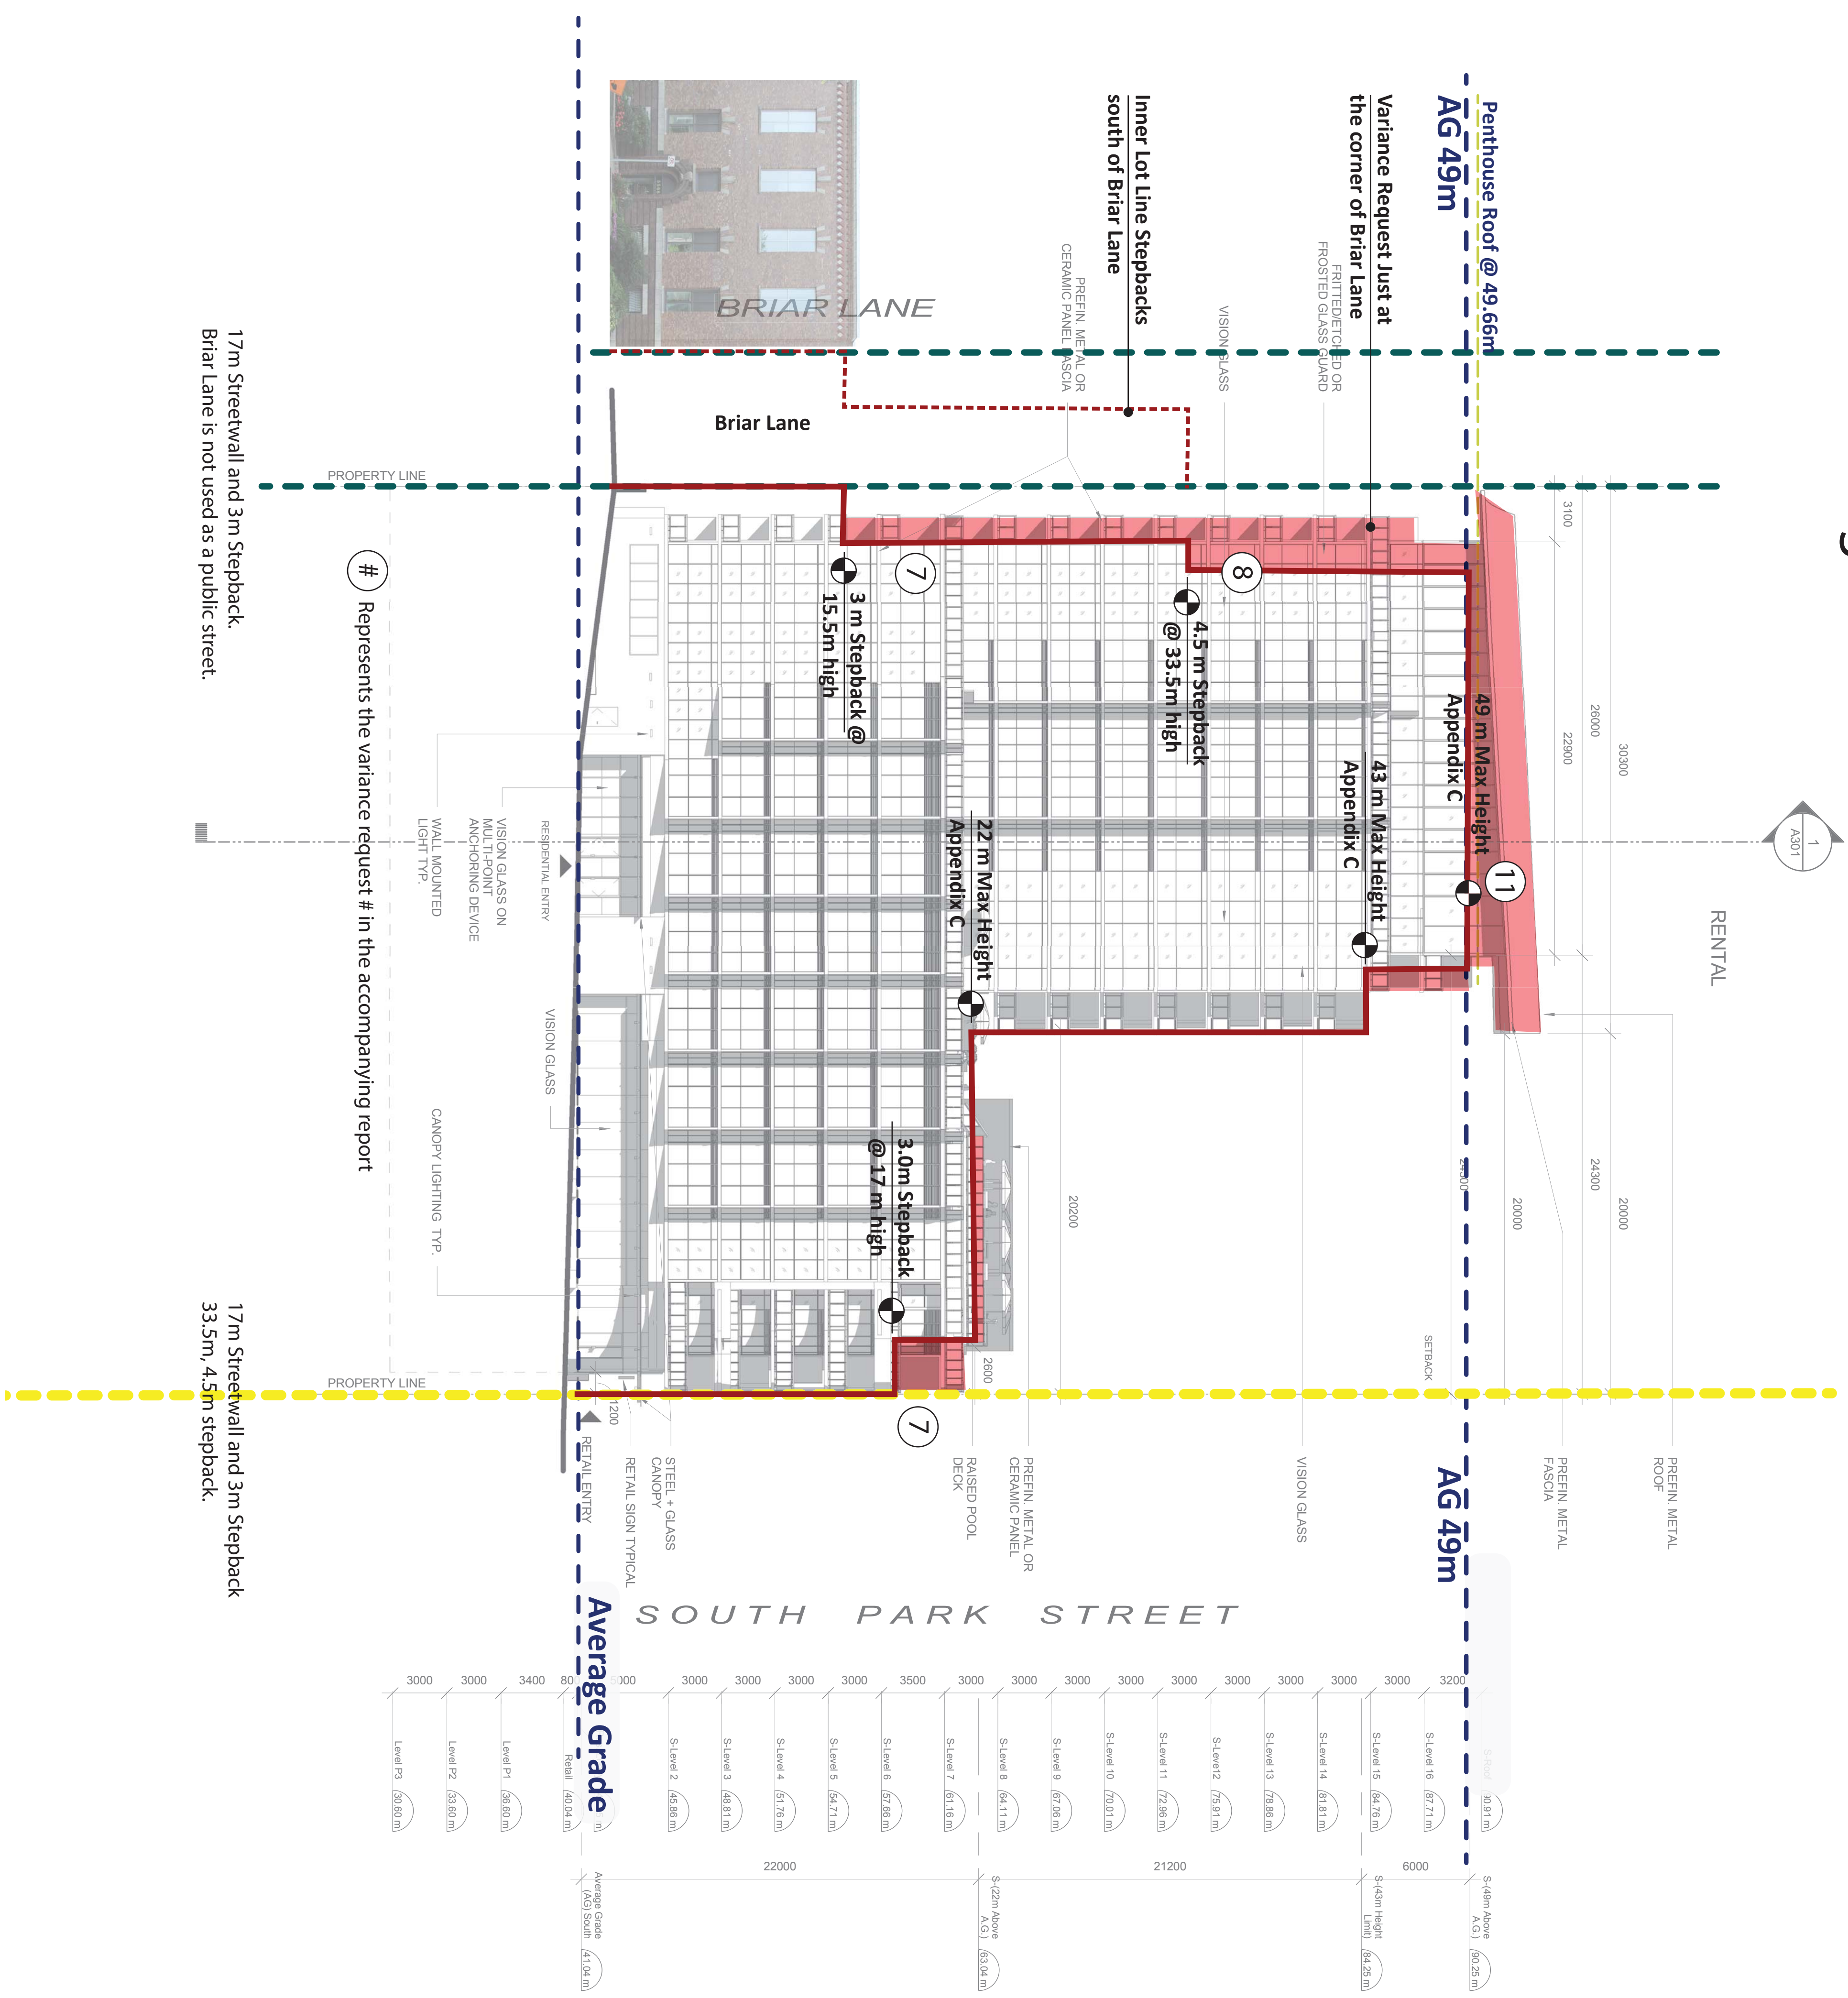 Penthouse Roof @ 49.66m
AG 49m
Variance Request Just at
the corner of Briar Lane
Inner Lot Line Stepbacks
south of Briar Lane
FRITTED/ETCHED OR
FROSTED GLASS GUARD
VISION GLASS
PREFIN. METAL OR
CERAMIC PANEL FASCIA
BRIAR LANE
Briar Lane
PROPERTY LINE
17m Streetwall and 3m Stepback.
Briar Lane is not used as a public street.
# Represents the variance request # in the accompanying report
3100
26000
22900
30300
1
A301
RENTAL
49 m Max Height
Appendix C
11
43 m Max Height
Appendix C
8
4.5 m Stepback
@ 33.5m high
7
3 m Stepback @
15.5m high
22 m Max Height
Appendix C
3.0m Stepback
@ 17 m high
7
RESIDENTIAL ENTRY
VISION GLASS ON
MULTI-POINT
ANCHORING DEVICE
WALL MOUNTED
LIGHT TYP.
VISION GLASS
CANOPY LIGHTING TYP.
24300
20000
24300
20000
20200
2600
1200
SETBACK
PROPERTY LINE
17m Streetwall and 3m Stepback
33.5m, 4.5m stepback.
PREFIN. METAL
ROOF
PREFIN. METAL
FASCIA
AG 49m
VISION GLASS
PREFIN. METAL OR
CERAMIC PANEL
RAISED POOL
DECK
STEEL + GLASS
CANOPY
RETAIL SIGN TYPICAL
RETAIL ENTRY
Average Grade
SOUTH PARK STREET
3200
3000
3000
3000
3000
3000
3000
3000
3000
3000
3500
3000
3000
3000
3000
3400
3000
3000
S-Level 16 87.71 m
S-Level 15 84.76 m
S-Level 14 81.81 m
S-Level 13 78.86 m
S-Level12 75.91 m
S-Level 11 72.96 m
S-Level 10 70.01 m
S-Level 9 67.06 m
S-Level 8 64.11 m
S-Level 7 61.16 m
S-Level 6 57.66 m
S-Level 5 54.71 m
S-Level 4 51.76 m
S-Level 3 48.81 m
S-Level 2 45.86 m
Retail 40.04 m
Level P1 36.60 m
Level P2 33.60 m
Level P3 30.60 m
6000
21200
22000
S-(49m Above
A.G.) 90.25 m
S-(43m Height
Limit) 84.25 m
S-(22m Above
A.G.) 63.04 m
Average Grade
(AG) South 41.04 m